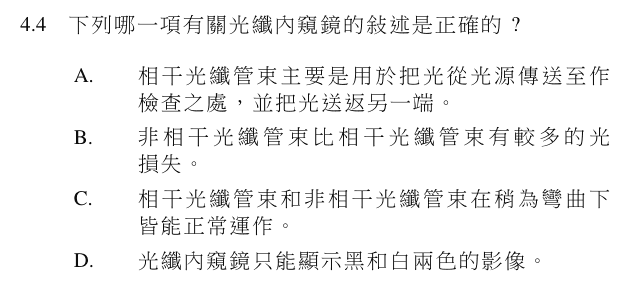 4.4 下列哪一項有關光纖內窺鏡的敍述是正確的？
A. 相干光纖管束主要是用於把光從光源傳送至作
檢查之處，並把光送返另一端。
B. 非相干光纖管束比相干光纖管束有較多的光
損失。
C. 相干光纖管束和非相干光纖管束在稍為彎曲下
皆能正常運作。
D. 光纖內窺鏡只能顯示黑和白兩色的影像。